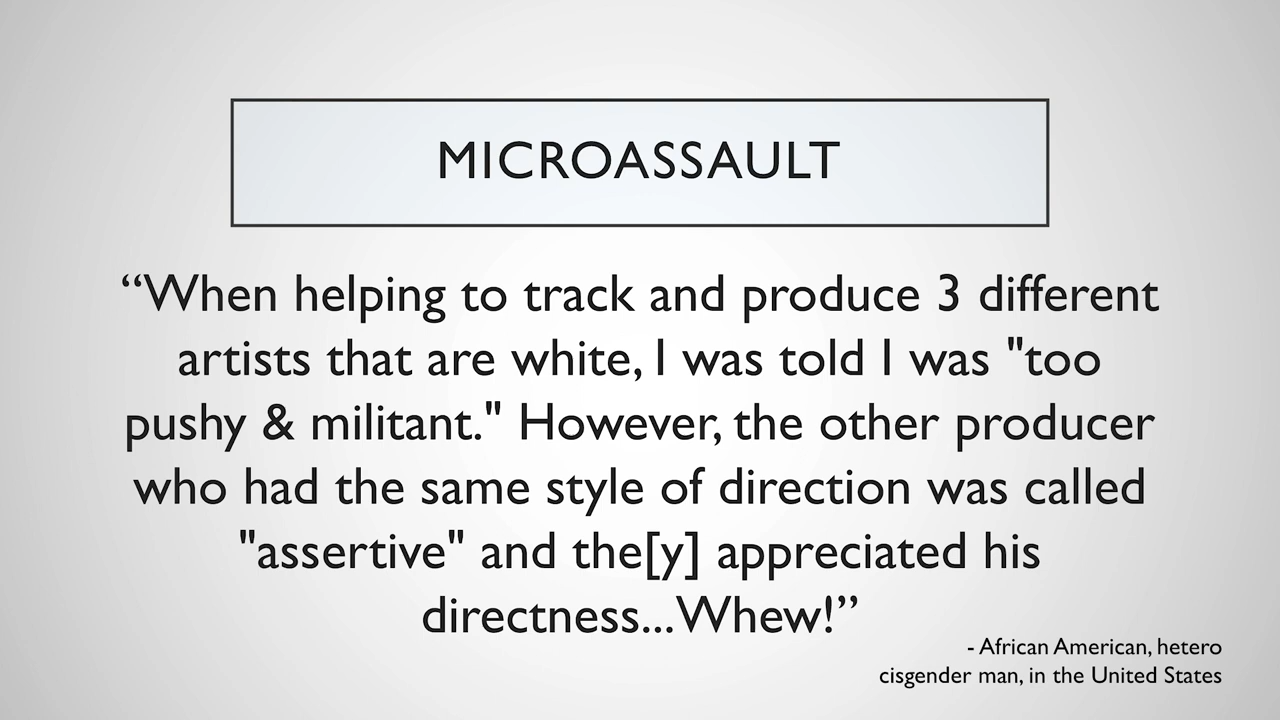 MICROASSAULT
“When helping to track and produce 3 different
artists that are white, I was told I was "too
pushy & militant." However, the other producer
who had the same style of direction was called
"assertive" and the[y] appreciated his
directness...Whew!”
- African American, hetero
cisgender man, in the United States